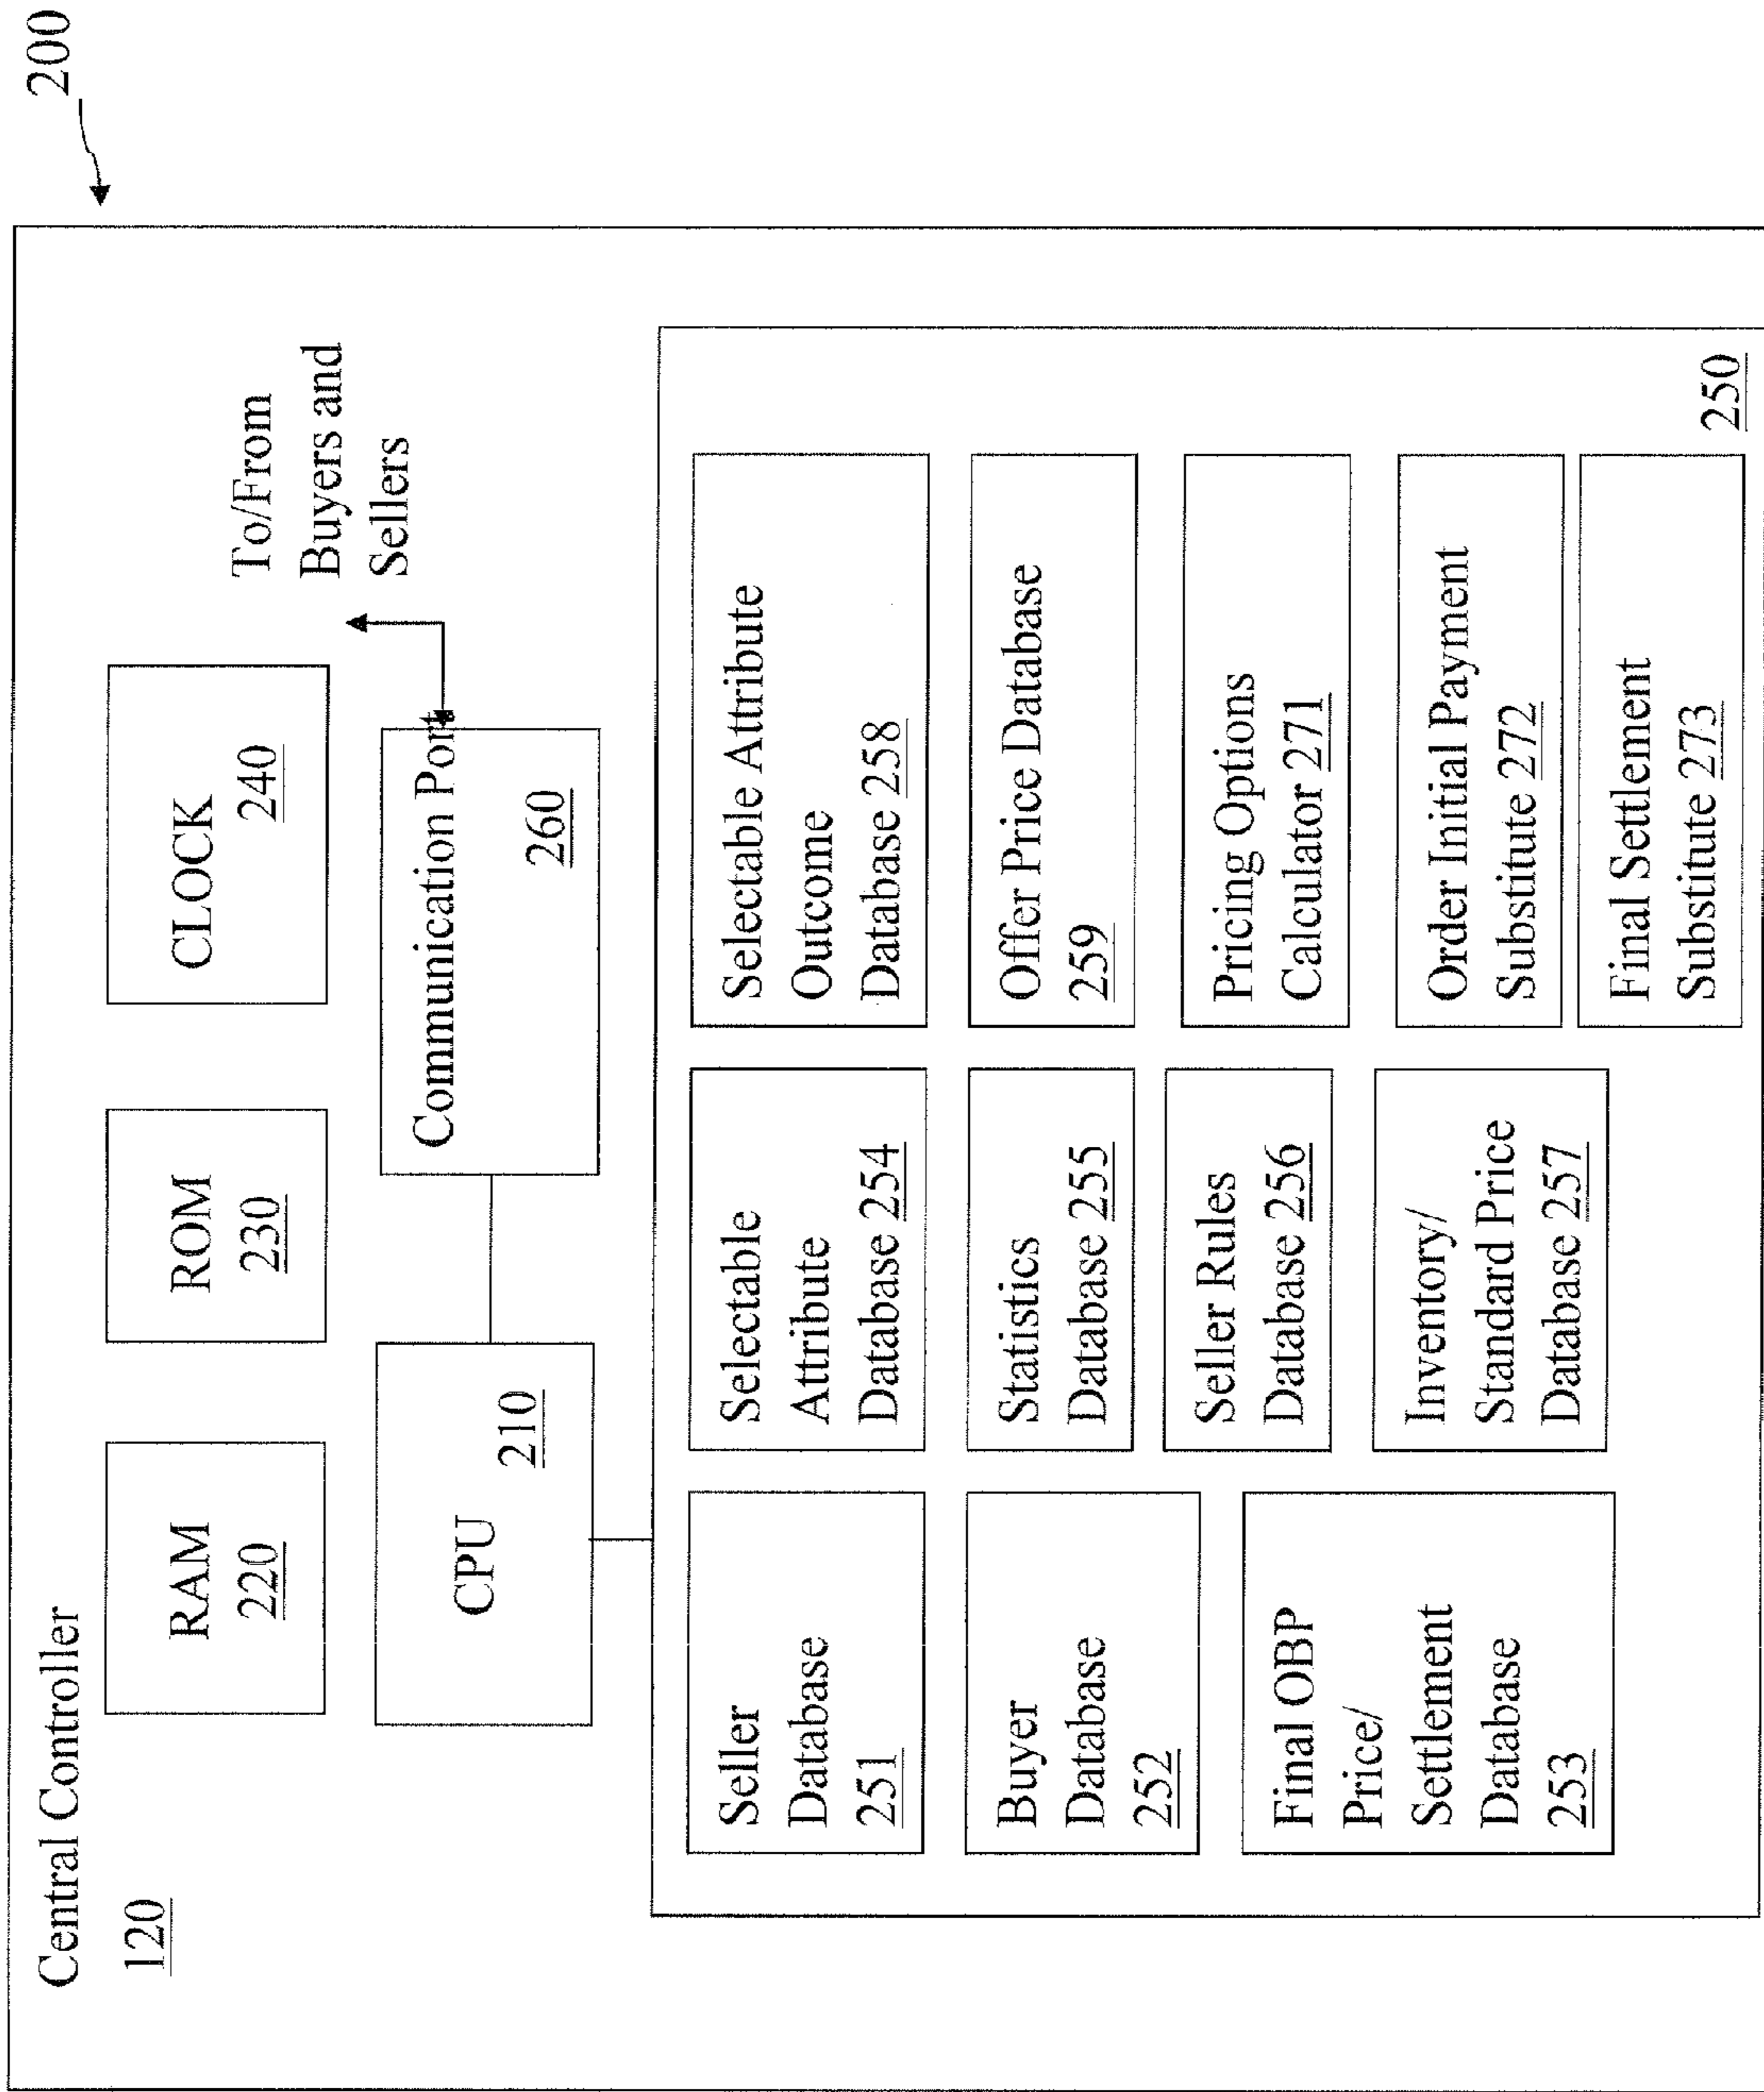 200
Central Controller
120
RAM
220
ROM
230
CLOCK
240
To/From
Buyers and
Sellers
CPU
210
Communication Port
260
Seller
Database
251
Selectable
Attribute
Database 254
Selectable Attribute
Outcome
Database 258
Buyer
Database
252
Statistics
Database 255
Offer Price Database
259
Final OBP
Price/
Settlement
Database
253
Seller Rules
Database 256
Pricing Options
Calculator 271
Inventory/
Standard Price
Database 257
Order Initial Payment
Substitute 272
Final Settlement
Substitute 273
250